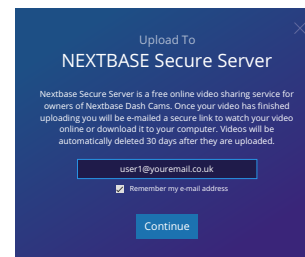 Upload To
NEXTBASE Secure Server
Nextbase Secure Server is a free online video sharing service for
owners of Nextbase Dash Cams. Once your video has finished
uploading you will be e-mailed a secure link to watch your video
online or download it to your computer. Videos will be
automatically deleted 30 days after they are uploaded.
user1@youremail.co.uk
Remember my e-mail address
Continue